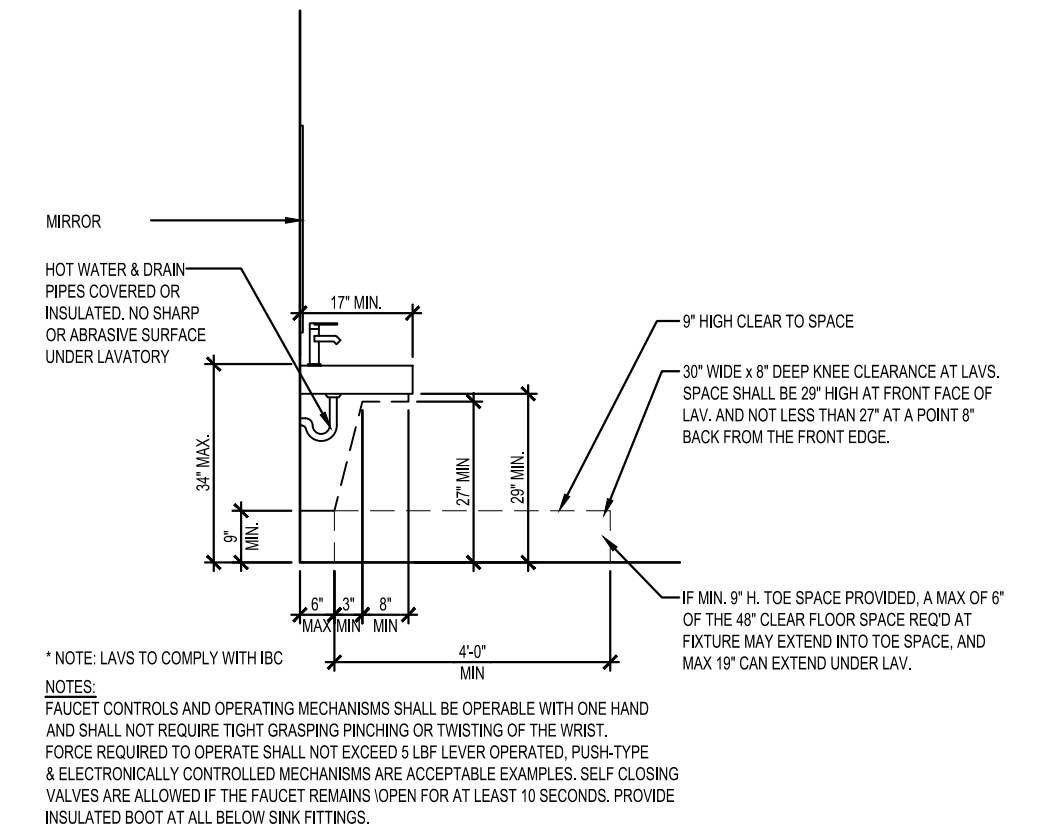 MIRROR
HOT WATER & DRAIN
PIPES COVERED OR
INSULATED. NO SHARP
OR ABRASIVE SURFACE
UNDER LAVATORY
17" MIN.
9" HIGH CLEAR TO SPACE
30" WIDE x 8" DEEP KNEE CLEARANCE AT LAVS.
SPACE SHALL BE 29" HIGH AT FRONT FACE OF
LAV. AND NOT LESS THAN 27" AT A POINT 8"
BACK FROM THE FRONT EDGE.
34" MAX.
9"
MIN.
27" MIN
29" MIN.
6"
MAX
3"
MIN
8"
MIN
4'-0"
MIN
IF MIN. 9" H. TOE SPACE PROVIDED, A MAX OF 6"
OF THE 48" CLEAR FLOOR SPACE REQ'D AT
FIXTURE MAY EXTEND INTO TOE SPACE, AND
MAX 19" CAN EXTEND UNDER LAV.
* NOTE: LAVS TO COMPLY WITH IBC
NOTES:
FAUCET CONTROLS AND OPERATING MECHANISMS SHALL BE OPERABLE WITH ONE HAND
AND SHALL NOT REQUIRE TIGHT GRASPING PINCHING OR TWISTING OF THE WRIST.
FORCE REQUIRED TO OPERATE SHALL NOT EXCEED 5 LBF LEVER OPERATED, PUSH-TYPE
& ELECTRONICALLY CONTROLLED MECHANISMS ARE ACCEPTABLE EXAMPLES. SELF CLOSING
VALVES ARE ALLOWED IF THE FAUCET REMAINS \OPEN FOR AT LEAST 10 SECONDS. PROVIDE
INSULATED BOOT AT ALL BELOW SINK FITTINGS.